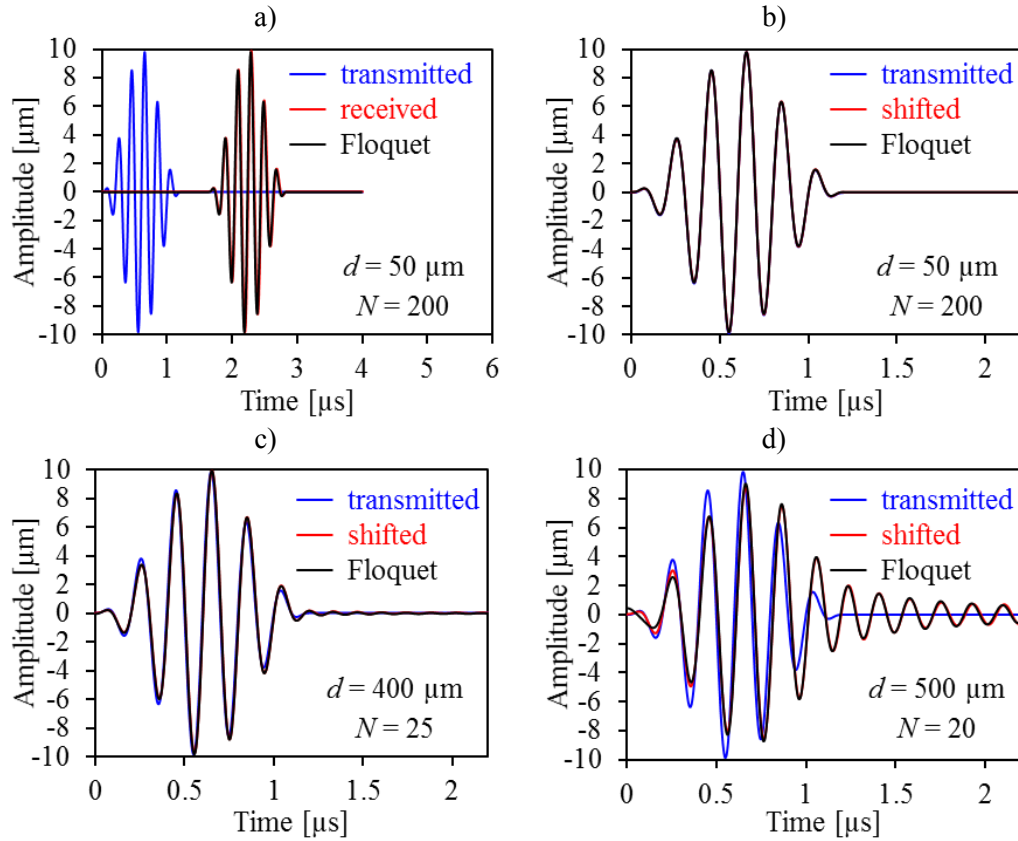 a)
Amplitude [µm]
10
8
6
4
2
0
-2
-4
-6
-8
-10
transmitted
received
Floquet
d = 50 µm
N = 200
0 1 2 3 4 5 6
Time [µs]
b)
Amplitude [µm]
10
8
6
4
2
0
-2
-4
-6
-8
-10
transmitted
shifted
Floquet
d = 50 µm
N = 200
0 0.5 1 1.5 2
Time [µs]
c)
Amplitude [µm]
10
8
6
4
2
0
-2
-4
-6
-8
-10
transmitted
shifted
Floquet
d = 400 µm
N = 25
0 0.5 1 1.5 2
Time [µs]
d)
Amplitude [µm]
10
8
6
4
2
0
-2
-4
-6
-8
-10
transmitted
shifted
Floquet
d = 500 µm
N = 20
0 0.5 1 1.5 2
Time [µs]